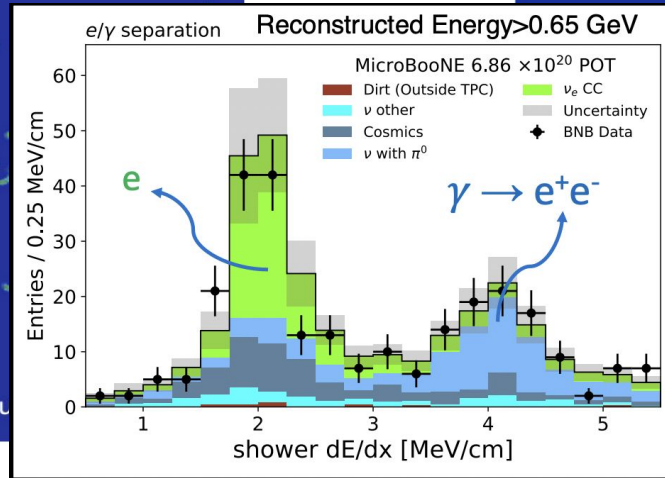 e/γ separation
Reconstructed Energy>0.65 GeV
MicroBooNE 6.86 ×10²⁰ POT
Dirt (Outside TPC)
ν other
Cosmics
ν with π⁰
νₑ CC
Uncertainty
BNB Data
e
γ → e⁺e⁻
Entries / 0.25 MeV/cm
60
50
40
30
20
10
0
1 2 3 4 5
shower dE/dx [MeV/cm]